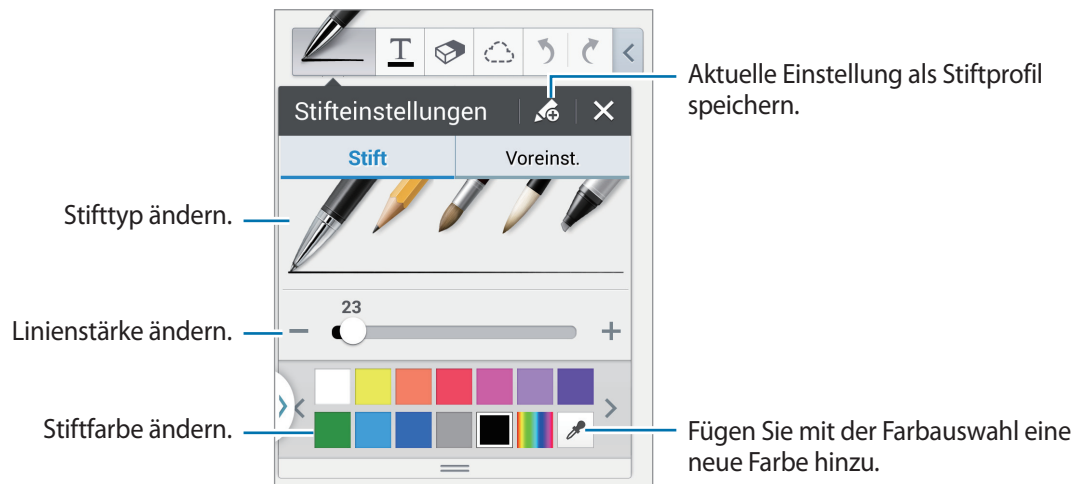 T
Aktuelle Einstellung als Stiftprofil
speichern.
Stifteinstellungen
Stift
Voreinst.
Stifttyp ändern.
23
Linienstärke ändern.
Stiftfarbe ändern.
Fügen Sie mit der Farbauswahl eine
neue Farbe hinzu.